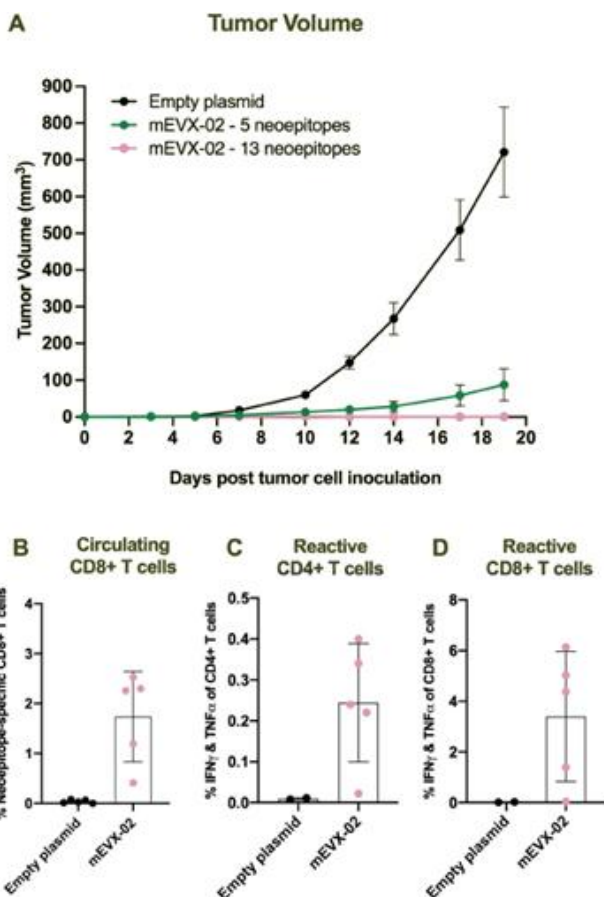 A
Tumor Volume
Empty plasmid
mEVX-02 - 5 neoepitopes
mEVX-02 - 13 neoepitopes
Tumor Volume (mm³)
900
800
700
600
500
400
300
200
100
0
0 2 4 6 8 10 12 14 16 18 20
Days post tumor cell inoculation
B
Circulating
CD8+ T cells
% Neoepitope-specific CD8+ T cells
4
3
2
1
0
Empty plasmid
mEVX-02
C
Reactive
CD4+ T cells
% IFNγ & TNFα of CD4+ T cells
0.5
0.4
0.3
0.2
0.1
0.0
Empty plasmid
mEVX-02
D
Reactive
CD8+ T cells
% IFNγ & TNFα of CD8+ T cells
8
6
4
2
0
Empty plasmid
mEVX-02